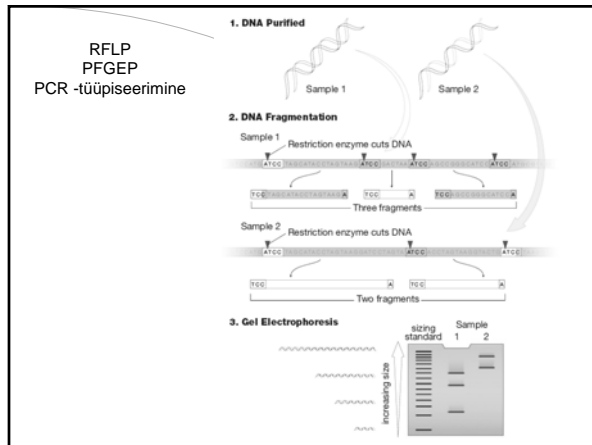 RFLP
PFGEP
PCR -tüüpiseerimine
1. DNA Purified
Sample 1
Sample 2
2. DNA Fragmentation
Sample 1
Restriction enzyme cuts DNA
ATCC
ATCC
ATCC
ATCC
TCC
A
TCC
A
TCC
A
Three fragments
Sample 2
Restriction enzyme cuts DNA
ATCC
ATCC
ATCC
TCC
A
TCC
A
Two fragments
3. Gel Electrophoresis
sizing standard
Sample
1 2
increasing size